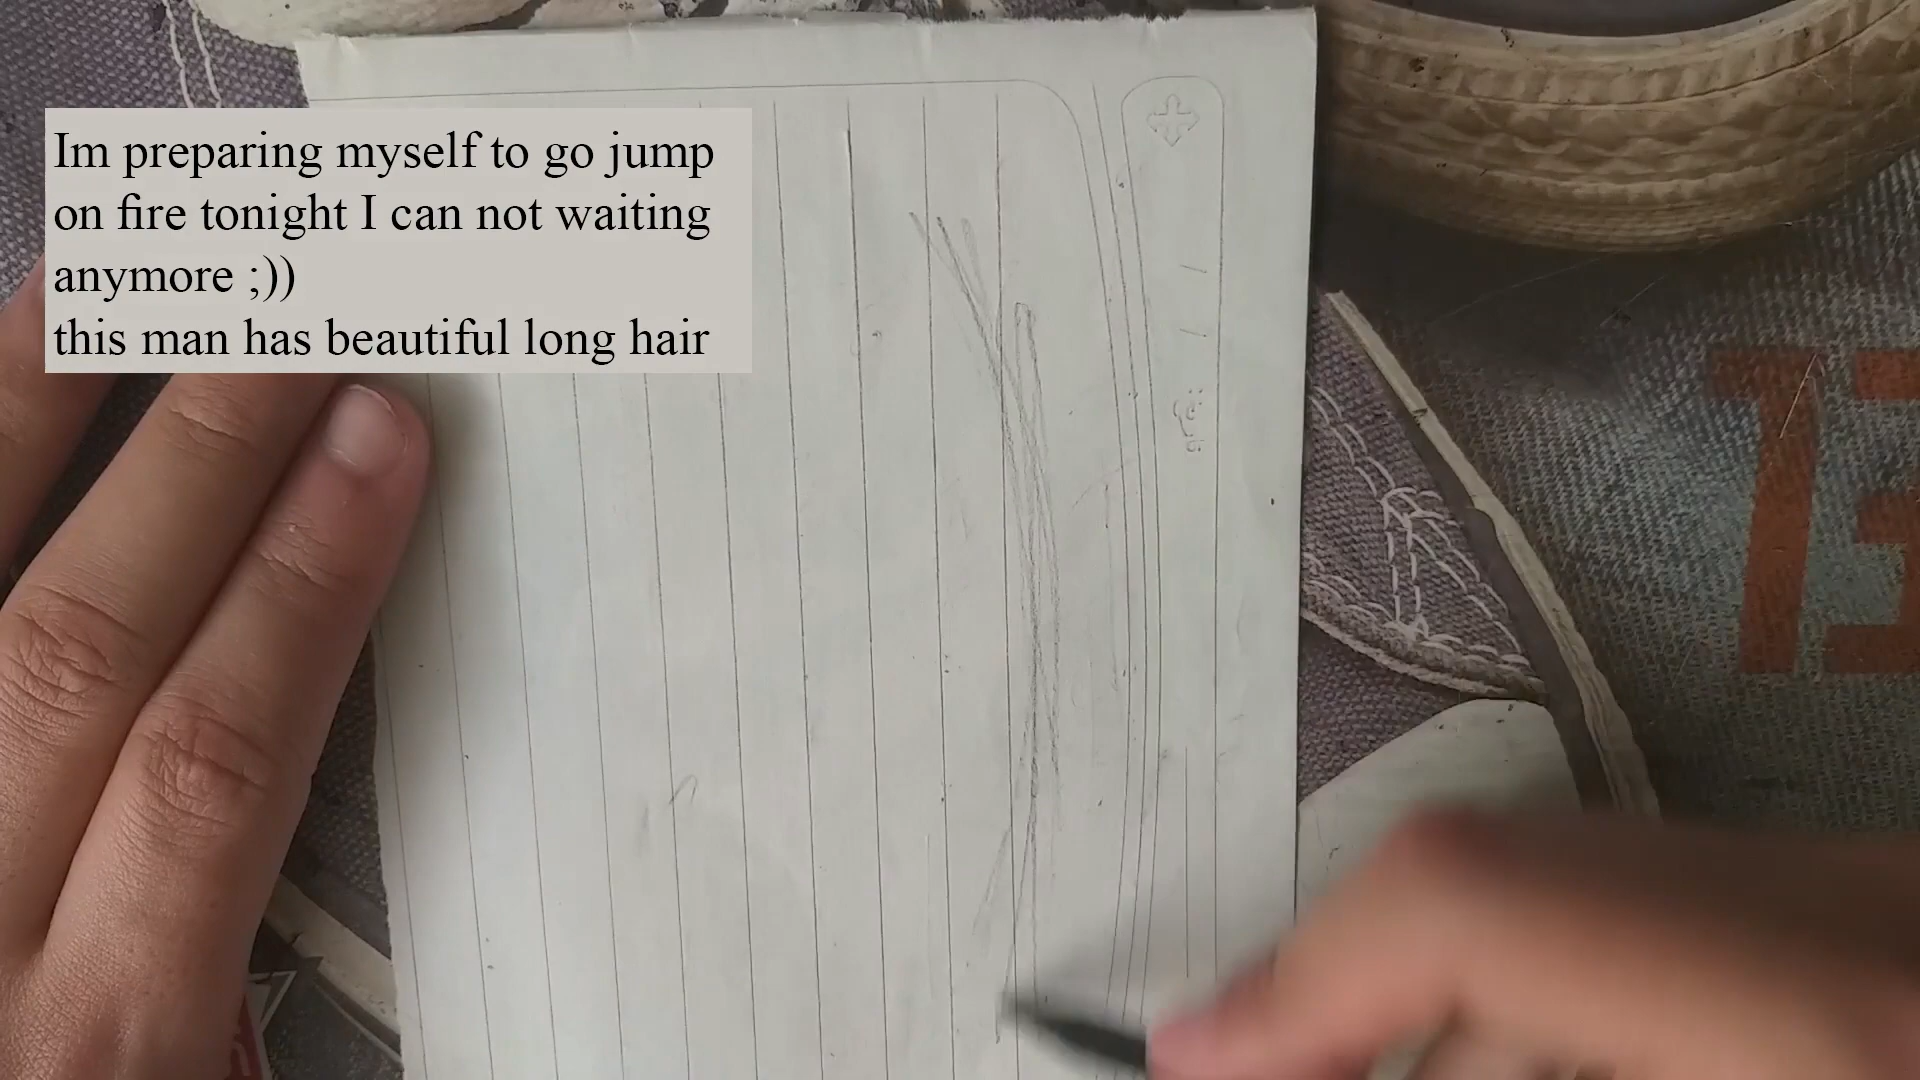 Im preparing myself to go jump
on fire tonight I can not waiting
anymore ;))
this man has beautiful long hair